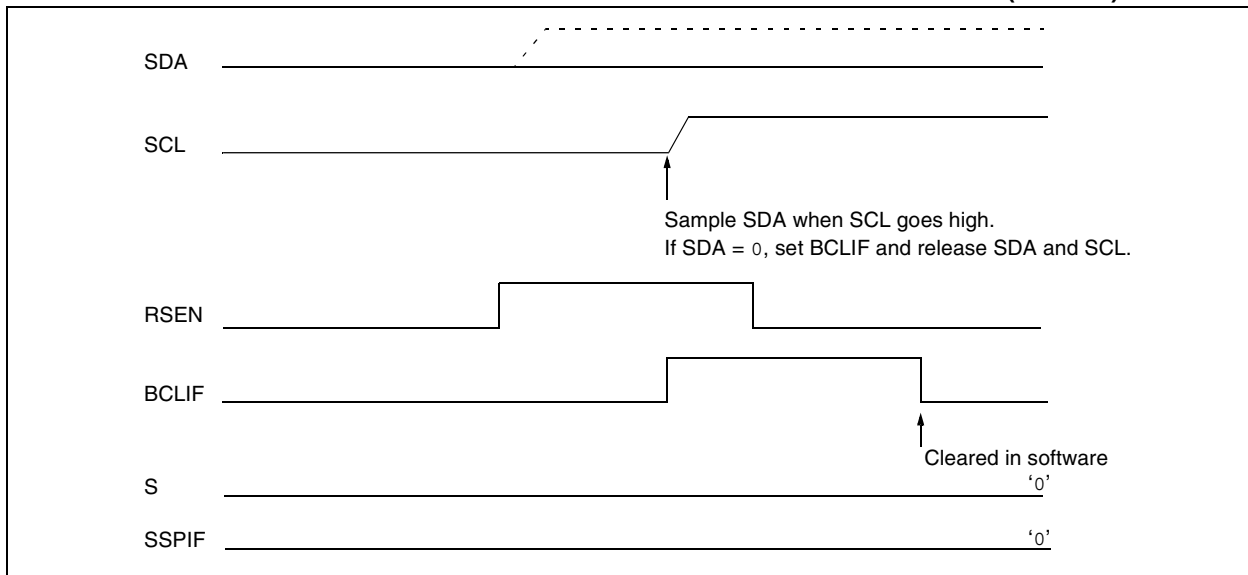 SDA
SCL
Sample SDA when SCL goes high.
If SDA = 0, set BCLIF and release SDA and SCL.
RSEN
BCLIF
Cleared in software
S
‘0’
SSPIF
‘0’